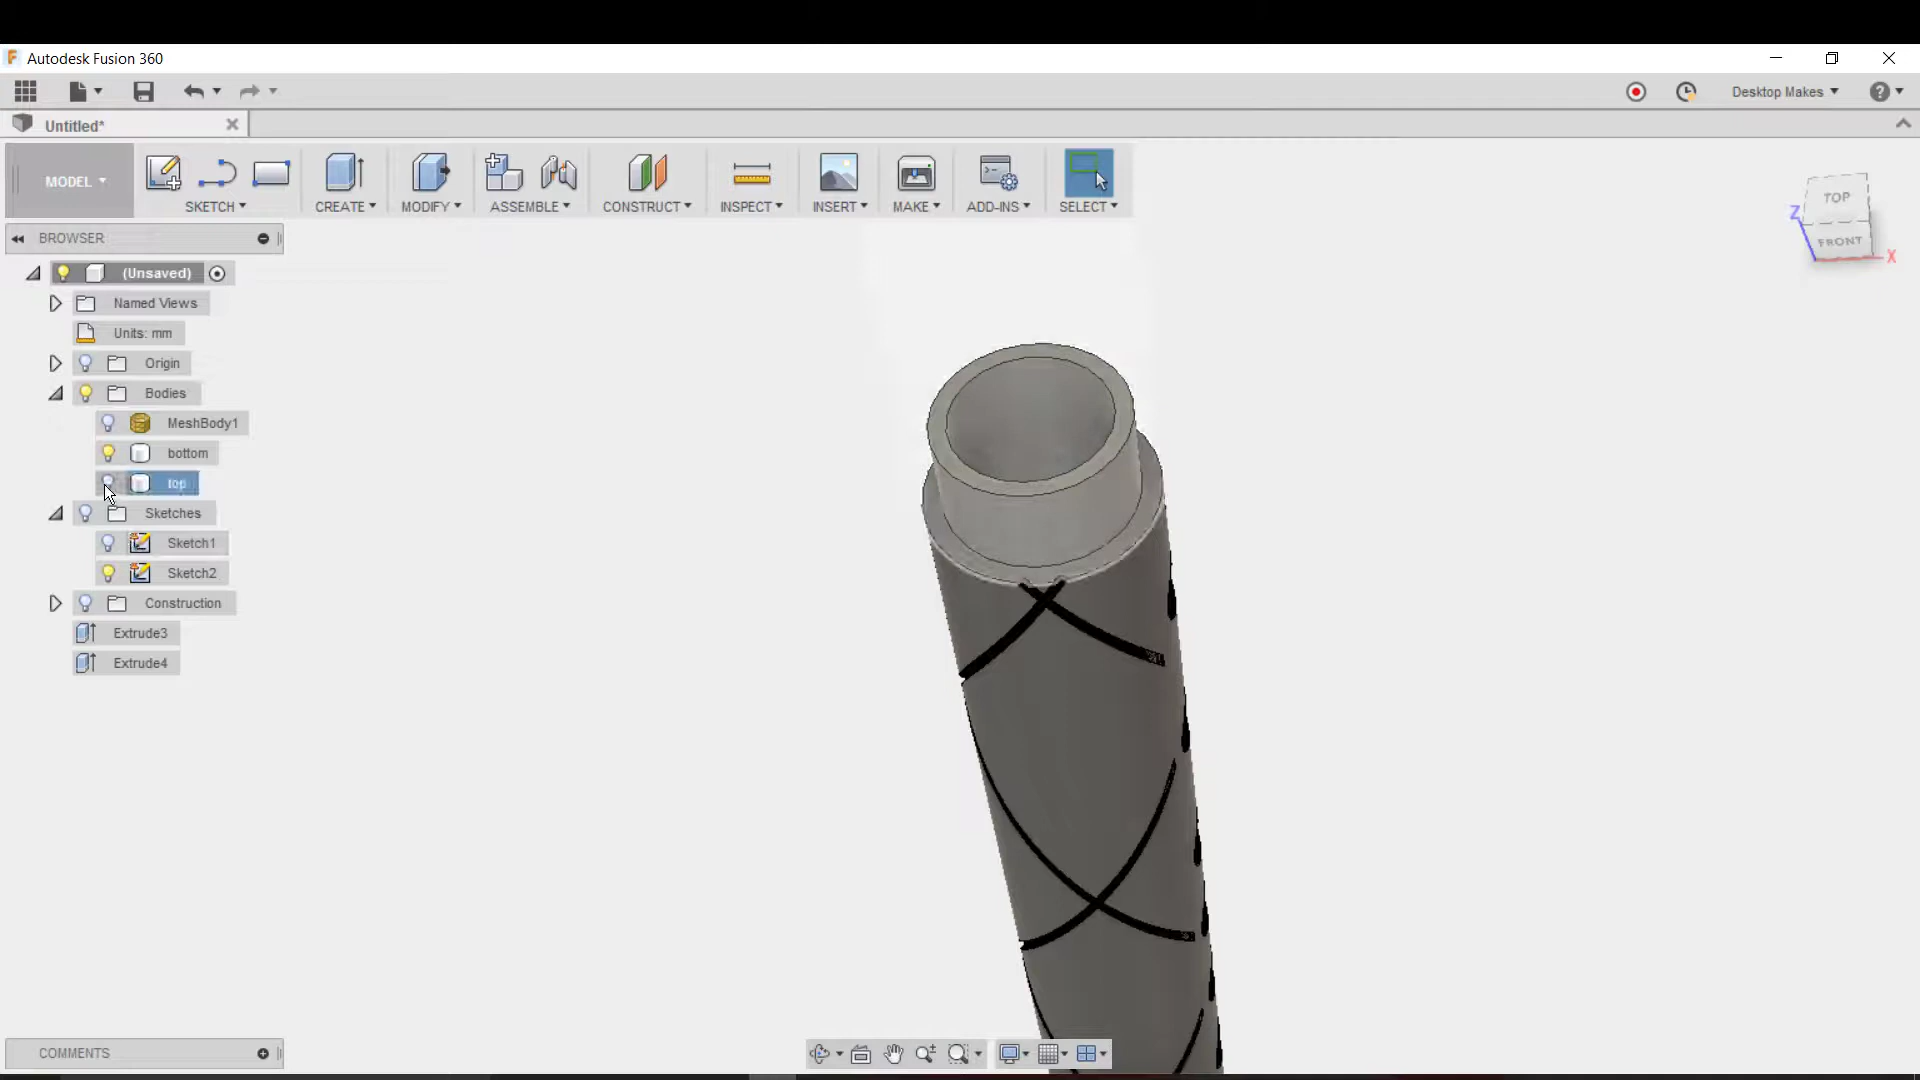 Autodesk Fusion 360
Desktop Makes
Untitled*
MODEL
SKETCH
CREATE
MODIFY
ASSEMBLE
CONSTRUCT
INSPECT
INSERT
MAKE
ADD-INS
SELECT
TOP
FRONT
Z
X
BROWSER
(Unsaved)
Named Views
Units: mm
Origin
Bodies
MeshBody1
bottom
top
Sketches
Sketch1
Sketch2
Construction
Extrude3
Extrude4
COMMENTS